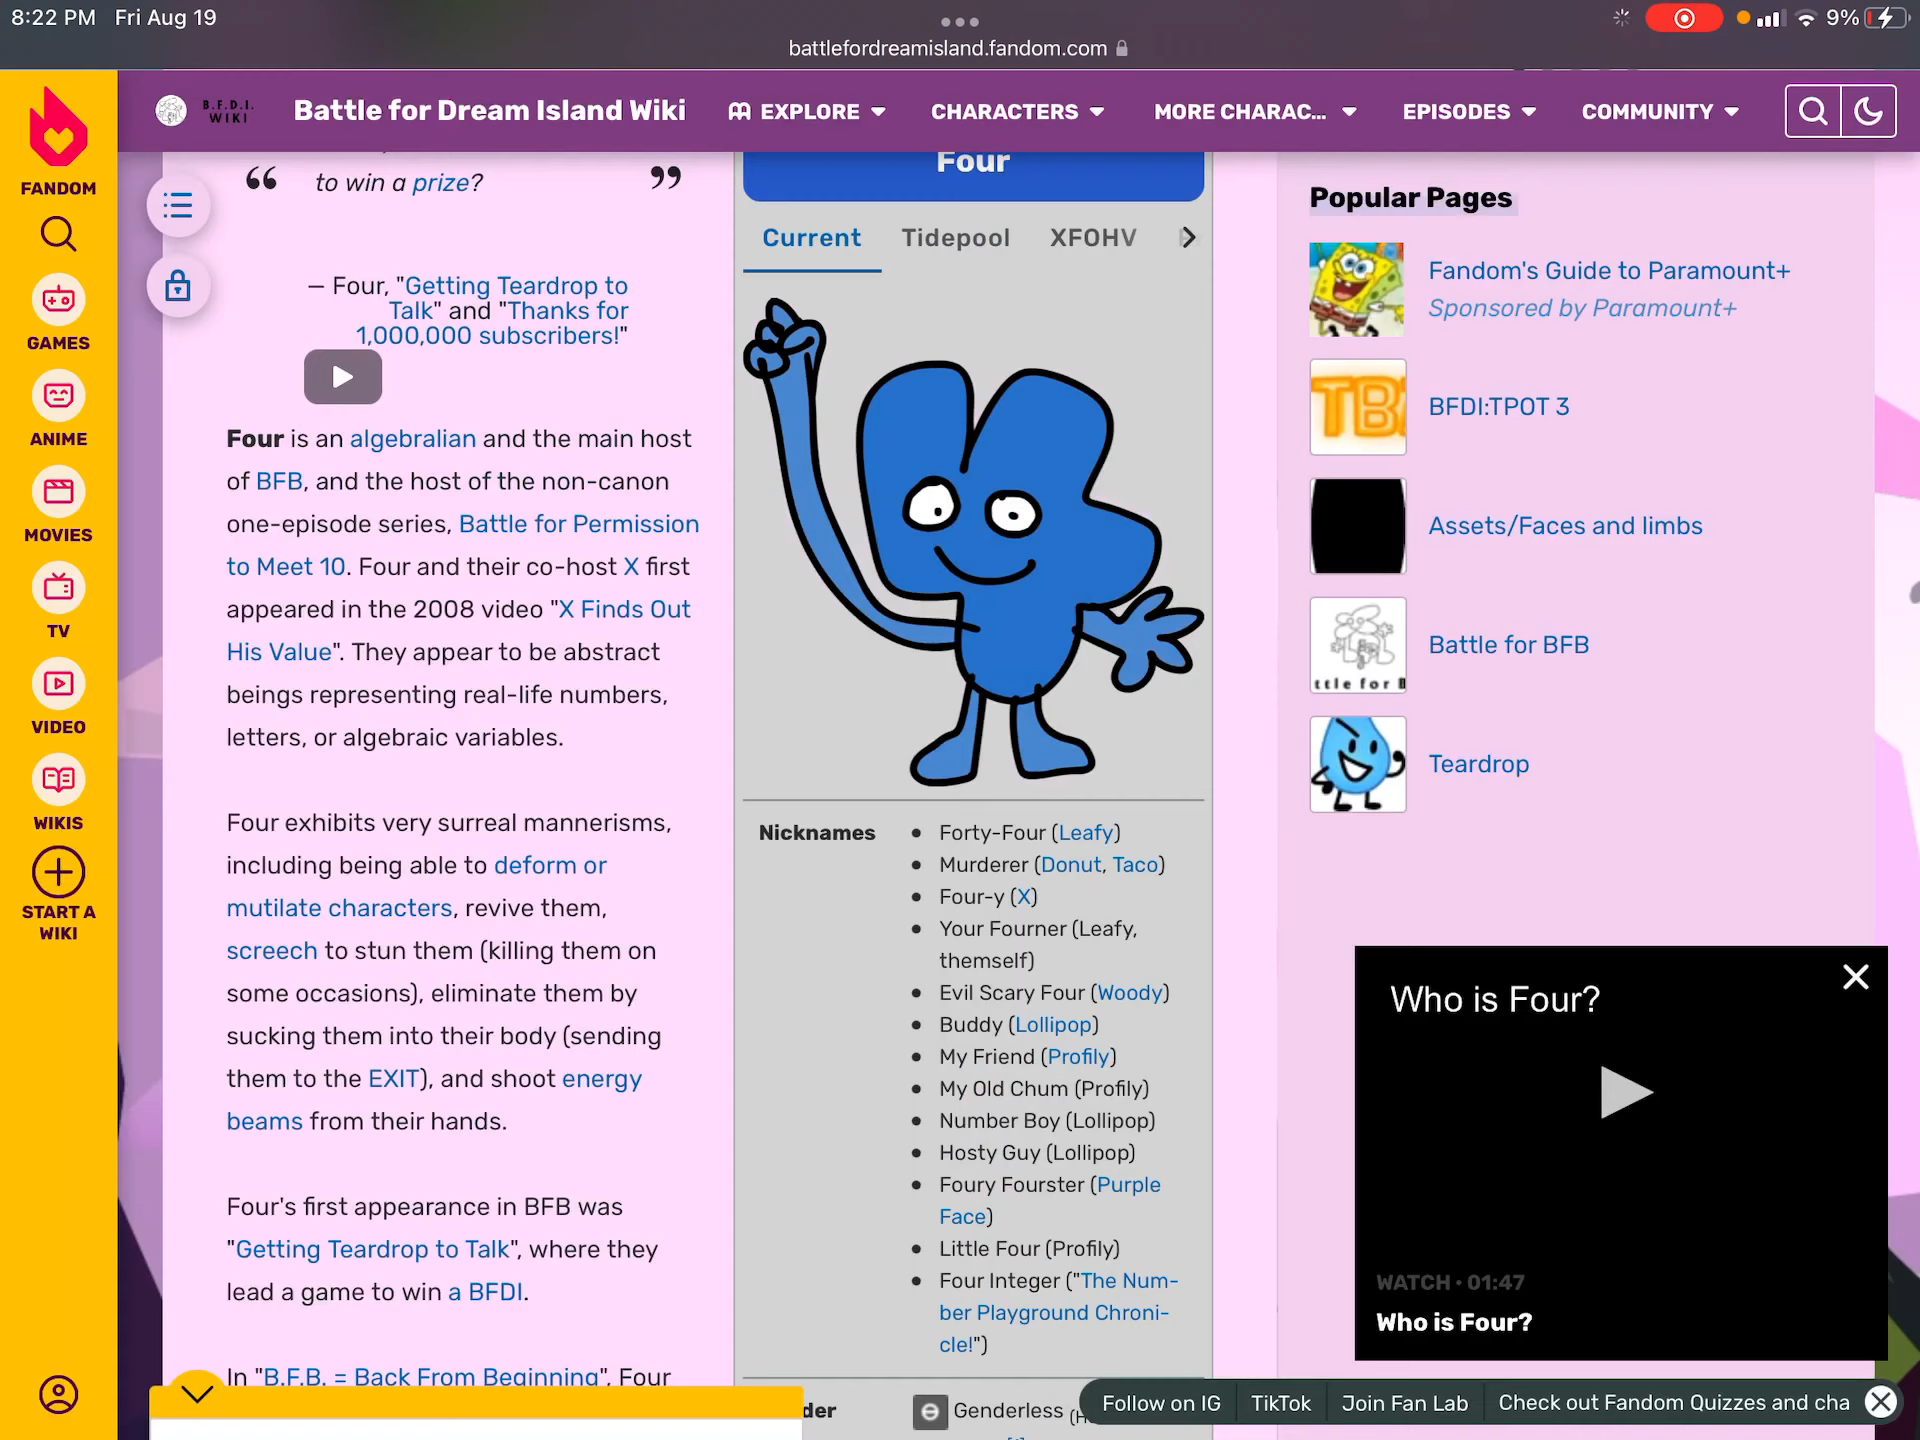 8:22 PM Fri Aug 19
9%
battlefordreamisland.fandom.com
B.F.D.I.
WIKI
Battle for Dream Island Wiki
EXPLORE
CHARACTERS
MORE CHARAC...
EPISODES
COMMUNITY
FANDOM
GAMES
ANIME
MOVIES
TV
VIDEO
WIKIS
START A
WIKI
“ to win a prize? ”
– Four, "Getting Teardrop to
Talk" and "Thanks for
1,000,000 subscribers!"
Four is an algebralian and the main host
of BFB, and the host of the non-canon
one-episode series, Battle for Permission
to Meet 10. Four and their co-host X first
appeared in the 2008 video "X Finds Out
His Value". They appear to be abstract
beings representing real-life numbers,
letters, or algebraic variables.
Four exhibits very surreal mannerisms,
including being able to deform or
mutilate characters, revive them,
screech to stun them (killing them on
some occasions), eliminate them by
sucking them into their body (sending
them to the EXIT), and shoot energy
beams from their hands.
Four's first appearance in BFB was
"Getting Teardrop to Talk", where they
lead a game to win a BFDI.
In "B.F.B. = Back From Beginning", Four
Four
Current
Tidepool
XFOHV
Nicknames
• Forty-Four (Leafy)
• Murderer (Donut, Taco)
• Four-y (X)
• Your Fourner (Leafy,
themself)
• Evil Scary Four (Woody)
• Buddy (Lollipop)
• My Friend (Profily)
• My Old Chum (Profily)
• Number Boy (Lollipop)
• Hosty Guy (Lollipop)
• Foury Fourster (Purple
Face)
• Little Four (Profily)
• Four Integer ("The Num-
ber Playground Chroni-
cle!")
der
Genderless
Popular Pages
Fandom's Guide to Paramount+
Sponsored by Paramount+
BFDI:TPOT 3
Assets/Faces and limbs
Battle for BFB
Teardrop
Who is Four?
WATCH • 01:47
Who is Four?
Follow on IG
TikTok
Join Fan Lab
Check out Fandom Quizzes and cha